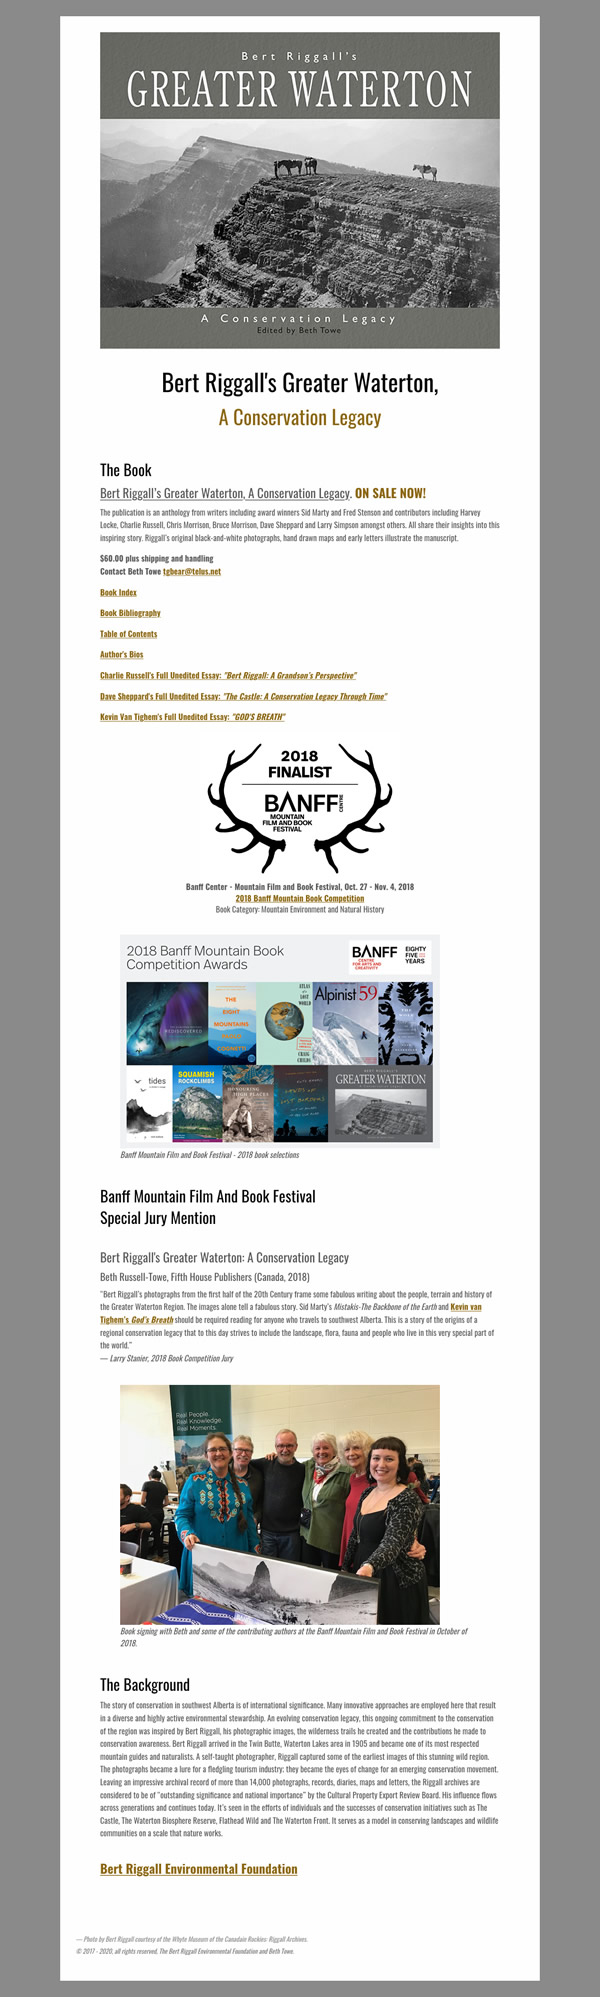 Bert Riggall's
GREATER WATERTON
A Conservation Legacy
Edited by Beth Towe
Bert Riggall's Greater Waterton,
A Conservation Legacy
The Book
Bert Riggall's Greater Waterton, A Conservation Legacy. ON SALE NOW!
The publication is an anthology from writers including award winners Sid Marty and Fred Stenson and contributors including Harvey
Locke, Charlie Russell, Chris Morrison, Bruce Morrison, Dave Sheppard and Larry Simpson amongst others. All share their insights into this
inspiring story. Riggall's original black-and-white photographs, hand drawn maps and early letters illustrate the manuscript.
$60.00 plus shipping and handling
Contact Beth Towe tgbear@telus.net
Book Index
Book Bibliography
Table of Contents
Author's Bios
Charlie Russell's Full Unedited Essay: "Bert Riggall: A Grandson's Perspective"
Dave Sheppard's Full Unedited Essay: "The Castle: A Conservation Legacy Through Time"
Kevin Van Tighem's Full Unedited Essay: "GOD'S BREATH"
2018
FINALIST
BANFF
CENTRE
MOUNTAIN
FILM AND BOOK
FESTIVAL
Banff Center - Mountain Film and Book Festival, Oct. 27 - Nov. 4, 2018
2018 Banff Mountain Book Competition
Book Category: Mountain Environment and Natural History
2018 Banff Mountain Book
Competition Awards
BANFF
CENTRE FOR ARTS AND
CREATIVITY
EIGHTY
FIVE
YEARS
REDISCOVERED
THE
EIGHT
MOUNTAINS
PAOLO
COGNETTI
ATLAS
of a
LOST
WORLD
CRAIG
CHILDS
Alpinist 59
tides
SQUAMISH
ROCKCLIMBS
HONOURING
HIGH PLACES
LANDS OF
LOST BORDERS
BERT RIGGALL'S
GREATER WATERTON
Banff Mountain Film and Book Festival - 2018 book selections
Banff Mountain Film And Book Festival
Special Jury Mention
Bert Riggall's Greater Waterton: A Conservation Legacy
Beth Russell-Towe, Fifth House Publishers (Canada, 2018)
"Bert Riggall's photographs from the first half of the 20th Century frame some fabulous writing about the people, terrain and history of
the Greater Waterton Region. The images alone tell a fabulous story. Sid Marty's Mistakis-The Backbone of the Earth and Kevin van
Tighem's God's Breath should be required reading for anyone who travels to southwest Alberta. This is a story of the origins of a
regional conservation legacy that to this day strives to include the landscape, flora, fauna and people who live in this very special part of
the world."
— Larry Stanier, 2018 Book Competition Jury
Real People.
Real Knowledge.
Real Moments.
Book signing with Beth and some of the contributing authors at the Banff Mountain Film and Book Festival in October of
2018.
The Background
The story of conservation in southwest Alberta is of international significance. Many innovative approaches are employed here that result
in a diverse and highly active environmental stewardship. An evolving conservation legacy, this ongoing commitment to the conservation
of the region was inspired by Bert Riggall, his photographic images, the wilderness trails he created and the contributions he made to
conservation awareness. Bert Riggall arrived in the Twin Butte, Waterton Lakes area in 1905 and became one of its most respected
mountain guides and naturalists. A self-taught photographer, Riggall captured some of the earliest images of this stunning wild region.
The photographs became a lure for a fledgling tourism industry: they became the eyes of change for an emerging conservation movement.
Leaving an impressive archival record of more than 14,000 photographs, records, diaries, maps and letters, the Riggall archives are
considered to be of "outstanding significance and national importance" by the Cultural Property Export Review Board. His influence flows
across generations and continues today. It's seen in the efforts of individuals and the successes of conservation initiatives such as The
Castle, The Waterton Biosphere Reserve, Flathead Wild and The Waterton Front. It serves as a model in conserving landscapes and wildlife
communities on a scale that nature works.
Bert Riggall Environmental Foundation
— Photo by Bert Riggall courtesy of the Whyte Museum of the Canadain Rockies: Riggall Archives.
© 2017 - 2020, all rights reserved. The Bert Riggall Environmental Foundation and Beth Towe.